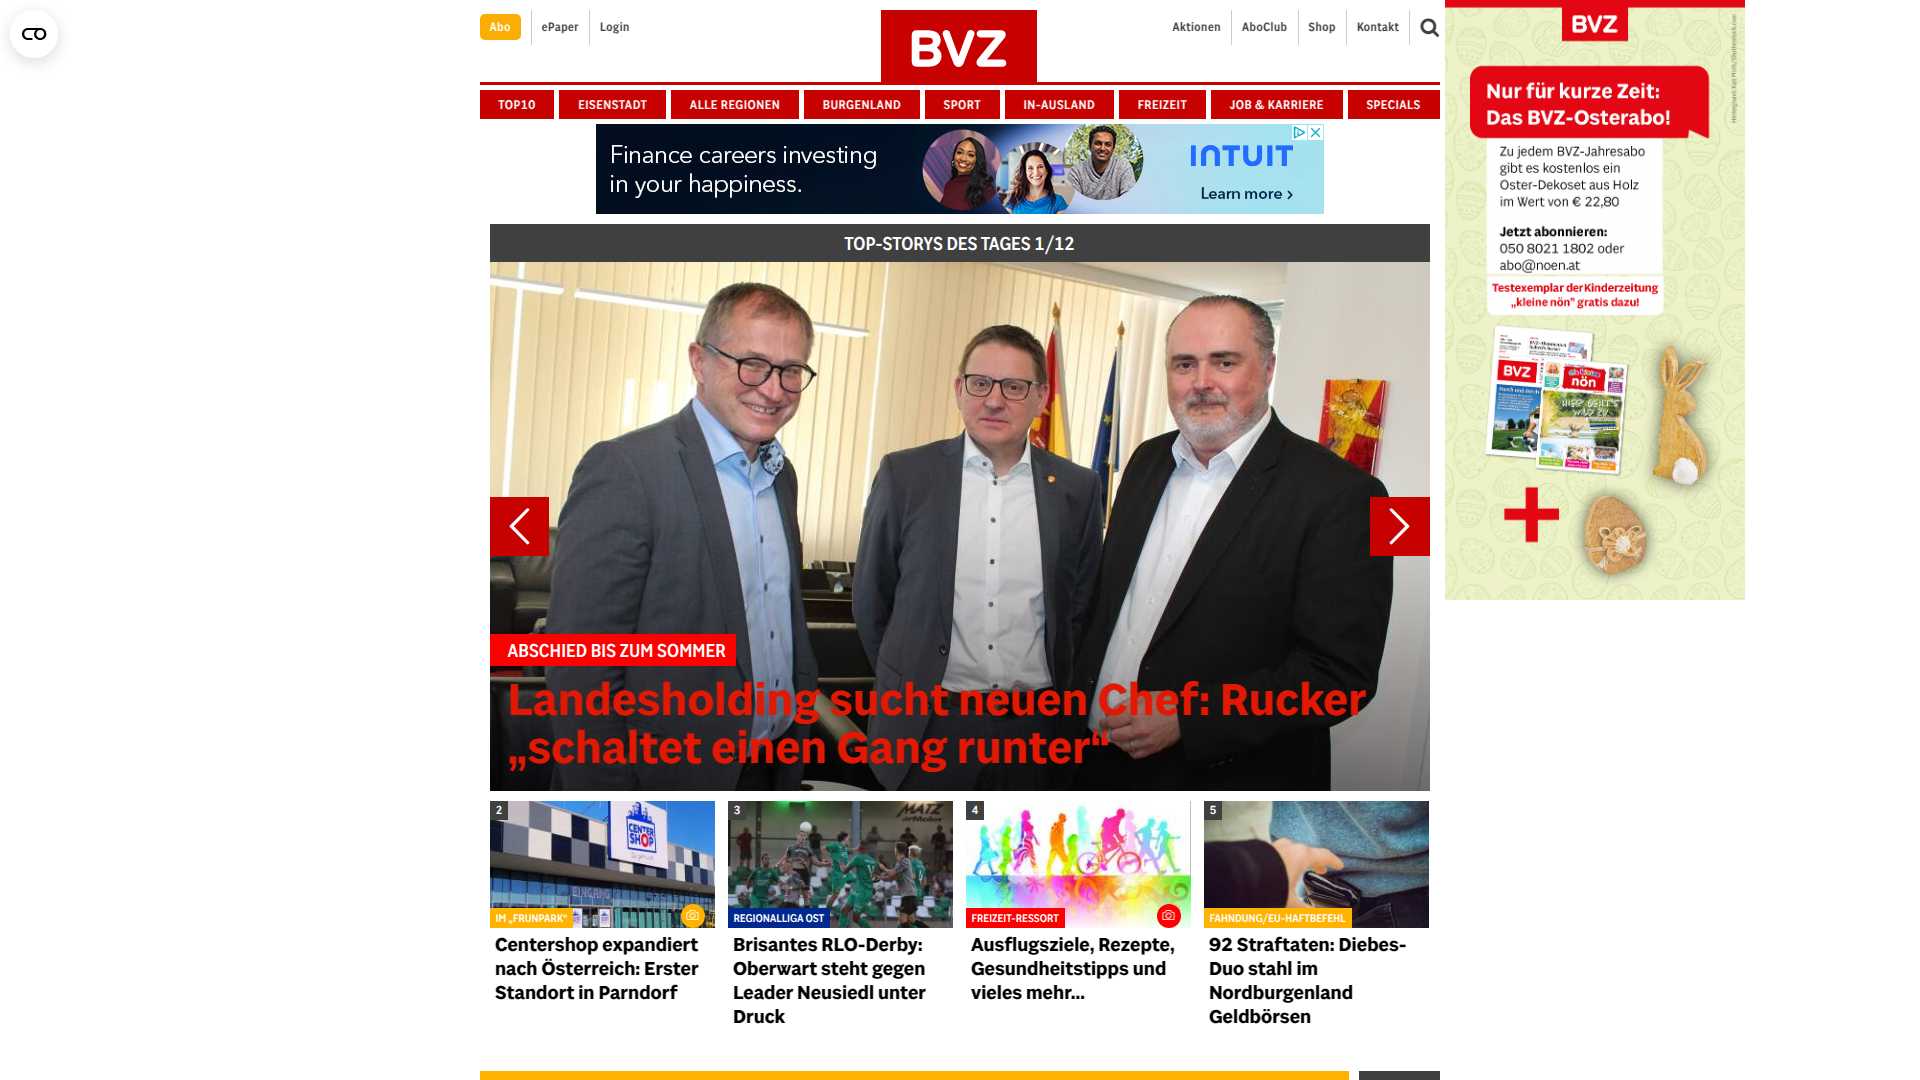 Abo
ePaper
Login
BVZ
Aktionen
AboClub
Shop
Kontakt
TOP10
EISENSTADT
ALLE REGIONEN
BURGENLAND
SPORT
IN-AUSLAND
FREIZEIT
JOB & KARRIERE
SPECIALS
Finance careers investing
in your happiness.
INTUIT
Learn more ›
BVZ
Nur für kurze Zeit:
Das BVZ-Osterabo!
Zu jedem BVZ-Jahresabo
gibt es kostenlos ein
Oster-Dekoset aus Holz
im Wert von € 22,80
Jetzt abonnieren:
050 8021 1802 oder
abo@noen.at
Testexemplar der Kinderzeitung
„kleine nön" gratis dazu!
BVZ
nön
TOP-STORYS DES TAGES 1/12
ABSCHIED BIS ZUM SOMMER
Landesholding sucht neuen Chef: Rucker
„schaltet einen Gang runter“
2
CENTER
SHOP
EINGANG
IM „FRUNPARK“
Centershop expandiert
nach Österreich: Erster
Standort in Parndorf
3
MATZ
REGIONALLIGA OST
Brisantes RLO-Derby:
Oberwart steht gegen
Leader Neusiedl unter
Druck
4
FREIZEIT-RESSORT
Ausflugsziele, Rezepte,
Gesundheitstipps und
vieles mehr...
5
FAHNDUNG/EU-HAFTBEFEHL
92 Straftaten: Diebes-
Duo stahl im
Nordburgenland
Geldbörsen